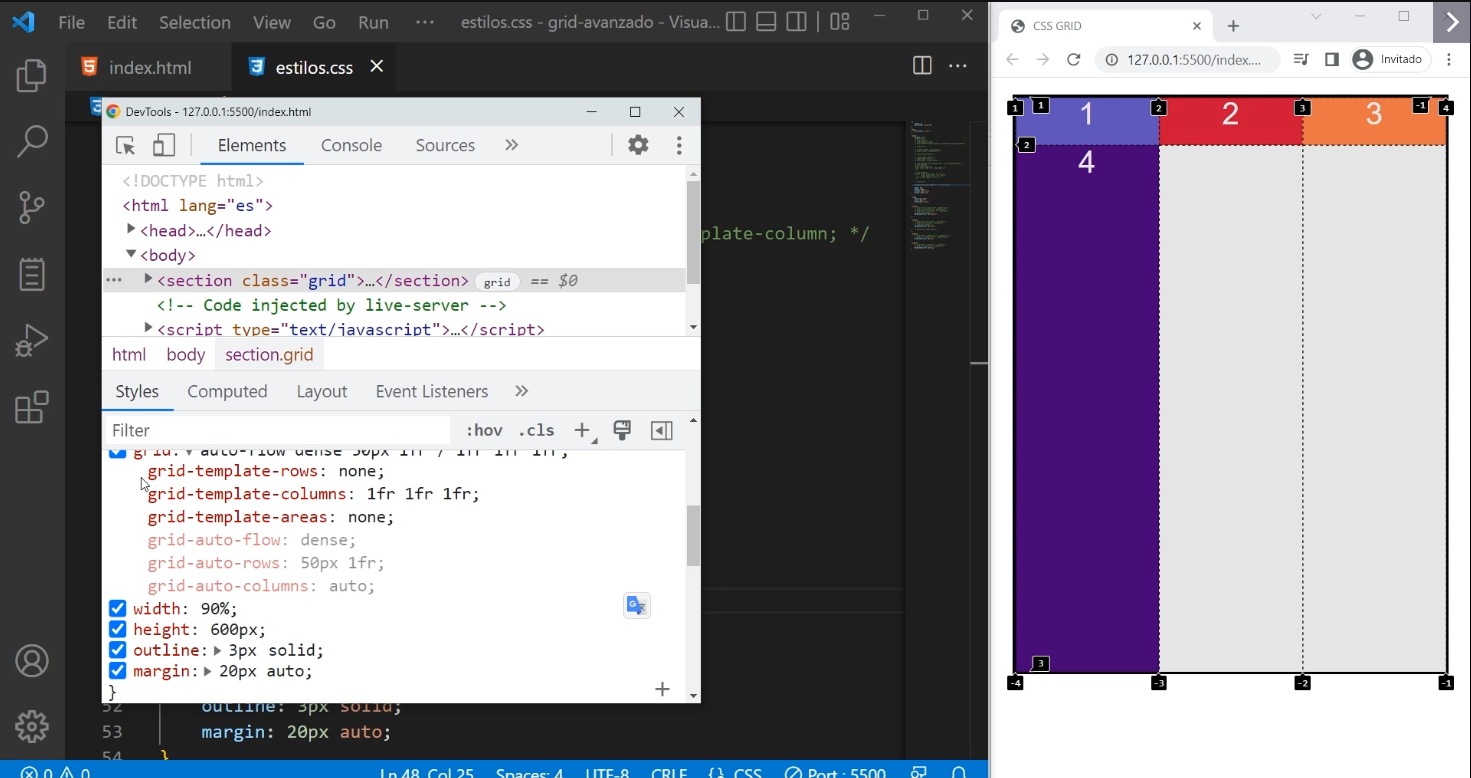 File Edit Selection View Go Run ··· estilos.css - grid-avanzado - Visua...
index.html estilos.css
plate-column; */
DevTools - 127.0.0.1:5500/index.html
Elements Console Sources »
<!DOCTYPE html>
<html lang="es">
<head>…</head>
<body>
··· <section class="grid">…</section> grid == $0
<!-- Code injected by live-server -->
<script type="text/javascript">…</script>
html body section.grid
Styles Computed Layout Event Listeners »
Filter :hov .cls +
grid: auto-flow dense 50px 1fr / 1fr 1fr 1fr;
grid-template-rows: none;
grid-template-columns: 1fr 1fr 1fr;
grid-template-areas: none;
grid-auto-flow: dense;
grid-auto-rows: 50px 1fr;
grid-auto-columns: auto;
width: 90%;
height: 600px;
outline: 3px solid;
margin: 20px auto;
}
52 outline: 3px solid;
53 margin: 20px auto;
54 }
0 0 Ln 48, Col 25 Spaces: 4 UTF-8 CRLF {} CSS Port : 5500
CSS GRID
127.0.0.1:5500/index.... Invitado
1 1 2 3 -1 4
1 2 3
2
4
3
-4 -3 -2 -1